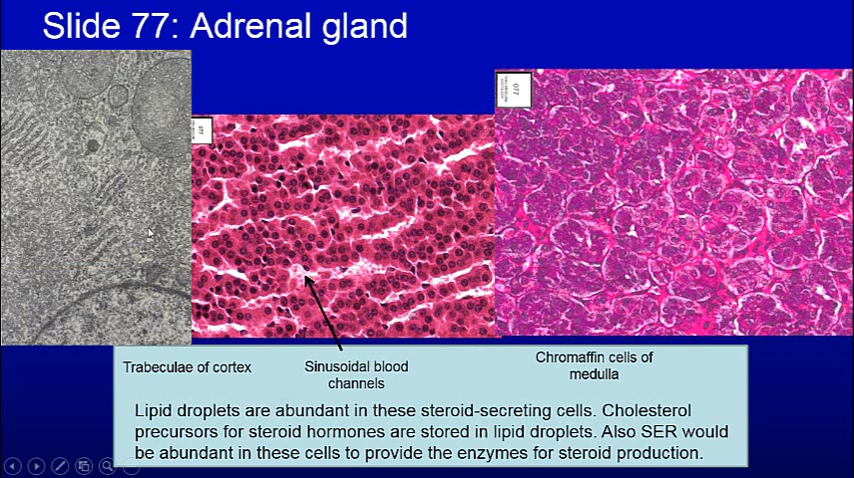 Slide 77: Adrenal gland
077
077
Trabeculae of cortex
Sinusoidal blood
channels
Chromaffin cells of
medulla
Lipid droplets are abundant in these steroid-secreting cells. Cholesterol
precursors for steroid hormones are stored in lipid droplets. Also SER would
be abundant in these cells to provide the enzymes for steroid production.